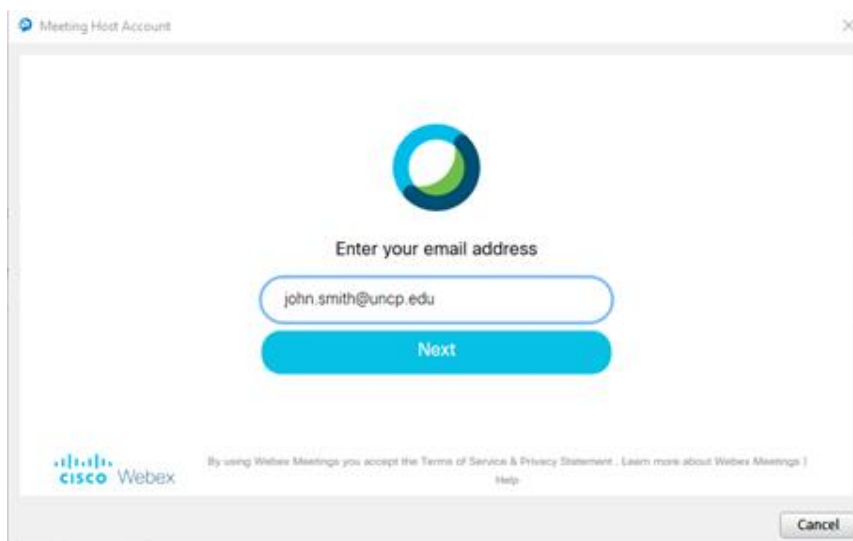 Meeting Host Account
Enter your email address
john.smith@uncp.edu
Next
cisco Webex
By using Webex Meetings you accept the Terms of Service & Privacy Statement . Learn more about Webex Meetings |
Help
Cancel